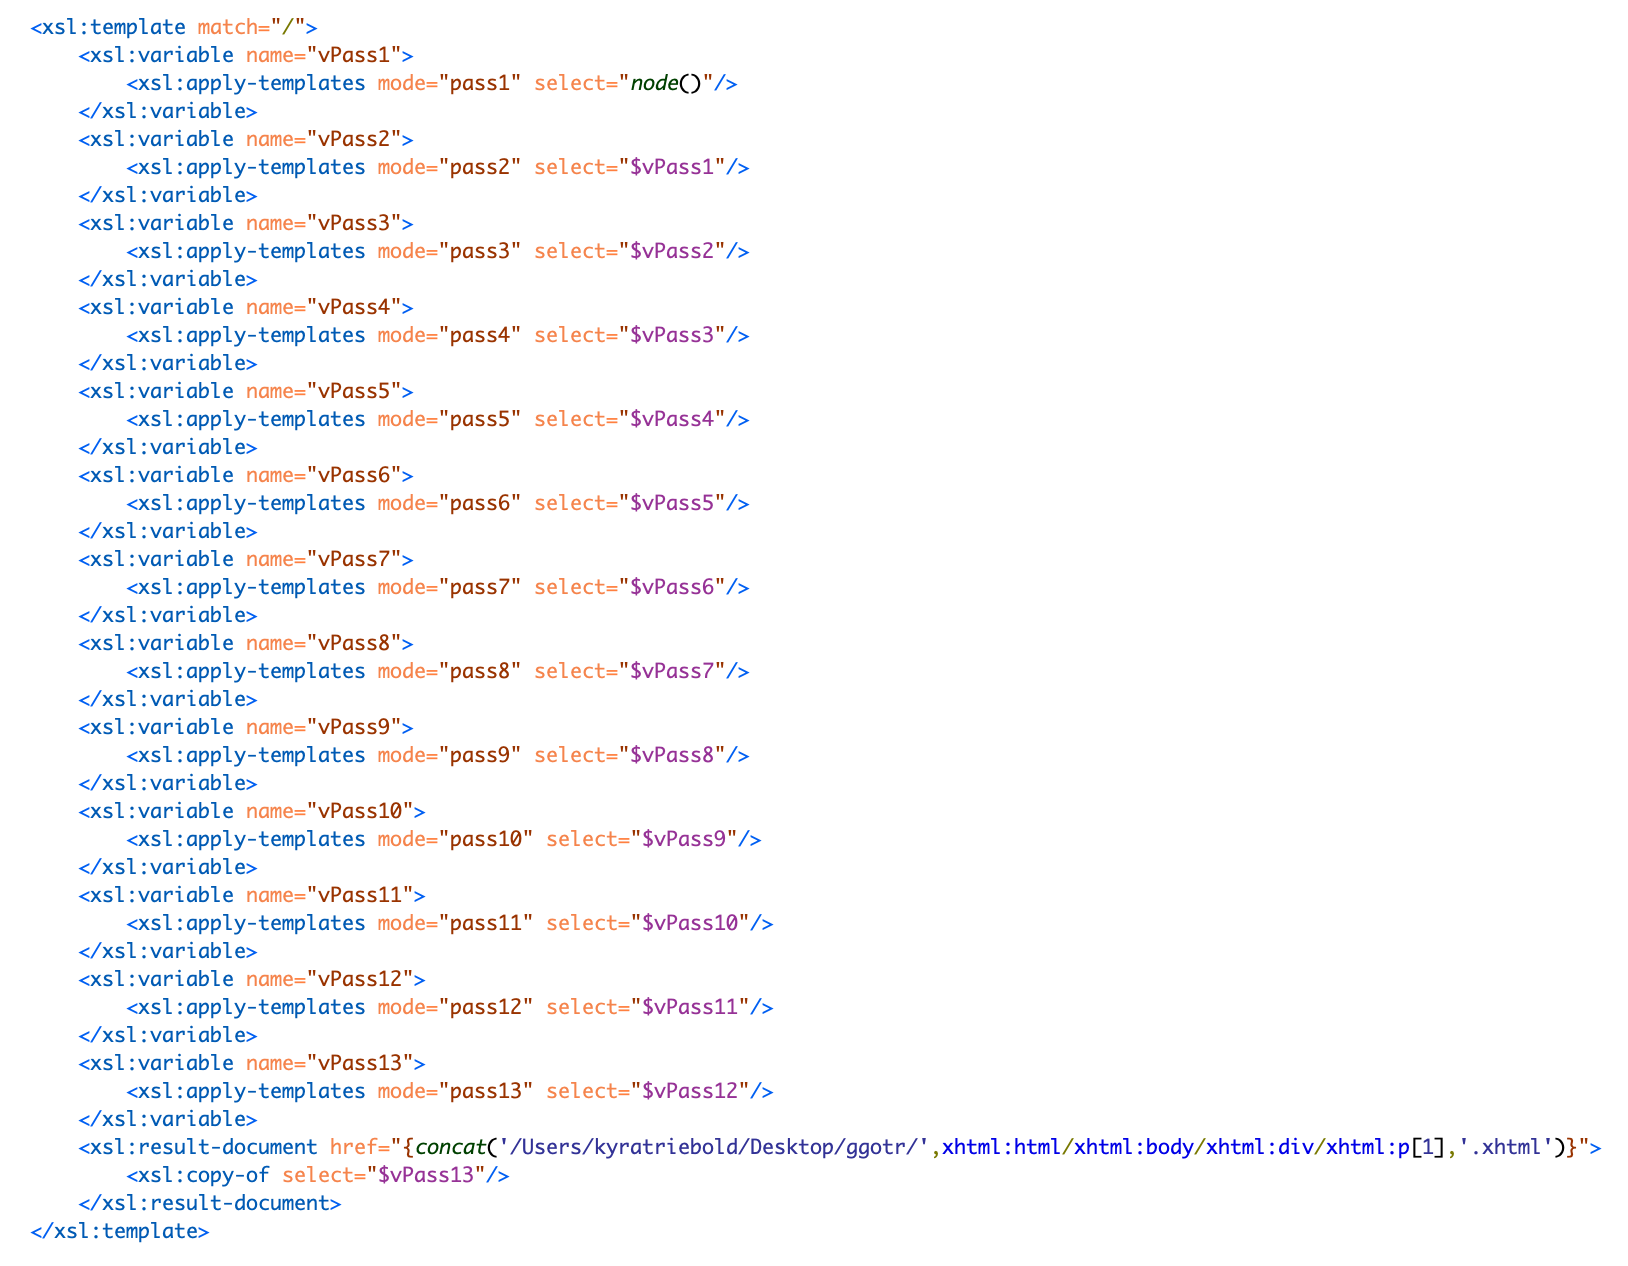 <xsl:template match="/">
    <xsl:variable name="vPass1">
        <xsl:apply-templates mode="pass1" select="node()"/>
    </xsl:variable>
    <xsl:variable name="vPass2">
        <xsl:apply-templates mode="pass2" select="$vPass1"/>
    </xsl:variable>
    <xsl:variable name="vPass3">
        <xsl:apply-templates mode="pass3" select="$vPass2"/>
    </xsl:variable>
    <xsl:variable name="vPass4">
        <xsl:apply-templates mode="pass4" select="$vPass3"/>
    </xsl:variable>
    <xsl:variable name="vPass5">
        <xsl:apply-templates mode="pass5" select="$vPass4"/>
    </xsl:variable>
    <xsl:variable name="vPass6">
        <xsl:apply-templates mode="pass6" select="$vPass5"/>
    </xsl:variable>
    <xsl:variable name="vPass7">
        <xsl:apply-templates mode="pass7" select="$vPass6"/>
    </xsl:variable>
    <xsl:variable name="vPass8">
        <xsl:apply-templates mode="pass8" select="$vPass7"/>
    </xsl:variable>
    <xsl:variable name="vPass9">
        <xsl:apply-templates mode="pass9" select="$vPass8"/>
    </xsl:variable>
    <xsl:variable name="vPass10">
        <xsl:apply-templates mode="pass10" select="$vPass9"/>
    </xsl:variable>
    <xsl:variable name="vPass11">
        <xsl:apply-templates mode="pass11" select="$vPass10"/>
    </xsl:variable>
    <xsl:variable name="vPass12">
        <xsl:apply-templates mode="pass12" select="$vPass11"/>
    </xsl:variable>
    <xsl:variable name="vPass13">
        <xsl:apply-templates mode="pass13" select="$vPass12"/>
    </xsl:variable>
    <xsl:result-document href="{concat('/Users/kyratriebold/Desktop/ggotr/',xhtml:html/xhtml:body/xhtml:div/xhtml:p[1],'.xhtml')}">
        <xsl:copy-of select="$vPass13"/>
    </xsl:result-document>
</xsl:template>